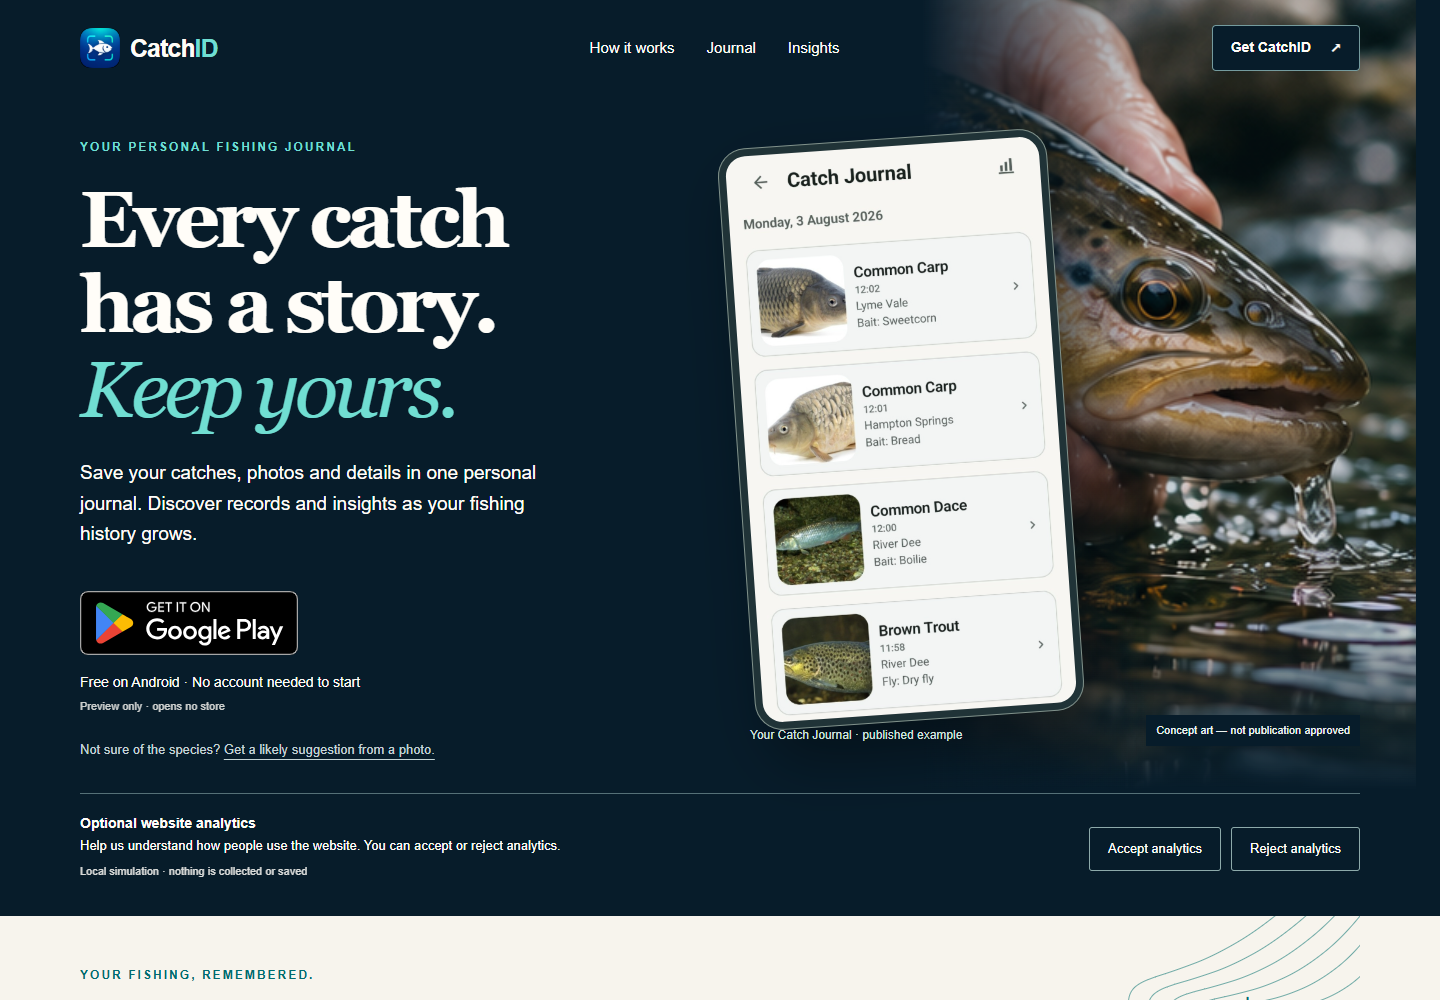 CatchID
How it works
Journal
Insights
Get CatchID ↗
YOUR PERSONAL FISHING JOURNAL
Every catch
has a story.
Keep yours.
Save your catches, photos and details in one personal
journal. Discover records and insights as your fishing
history grows.
GET IT ON
Google Play
Free on Android · No account needed to start
Preview only · opens no store
Not sure of the species? Get a likely suggestion from a photo.
Catch Journal
Monday, 3 August 2026
Common Carp
12:02
Lyme Vale
Bait: Sweetcorn
Common Carp
12:01
Hampton Springs
Bait: Bread
Common Dace
12:00
River Dee
Bait: Boilie
Brown Trout
11:58
River Dee
Fly: Dry fly
Your Catch Journal · published example
Concept art — not publication approved
Optional website analytics
Help us understand how people use the website. You can accept or reject analytics.
Local simulation · nothing is collected or saved
Accept analytics
Reject analytics
YOUR FISHING, REMEMBERED.